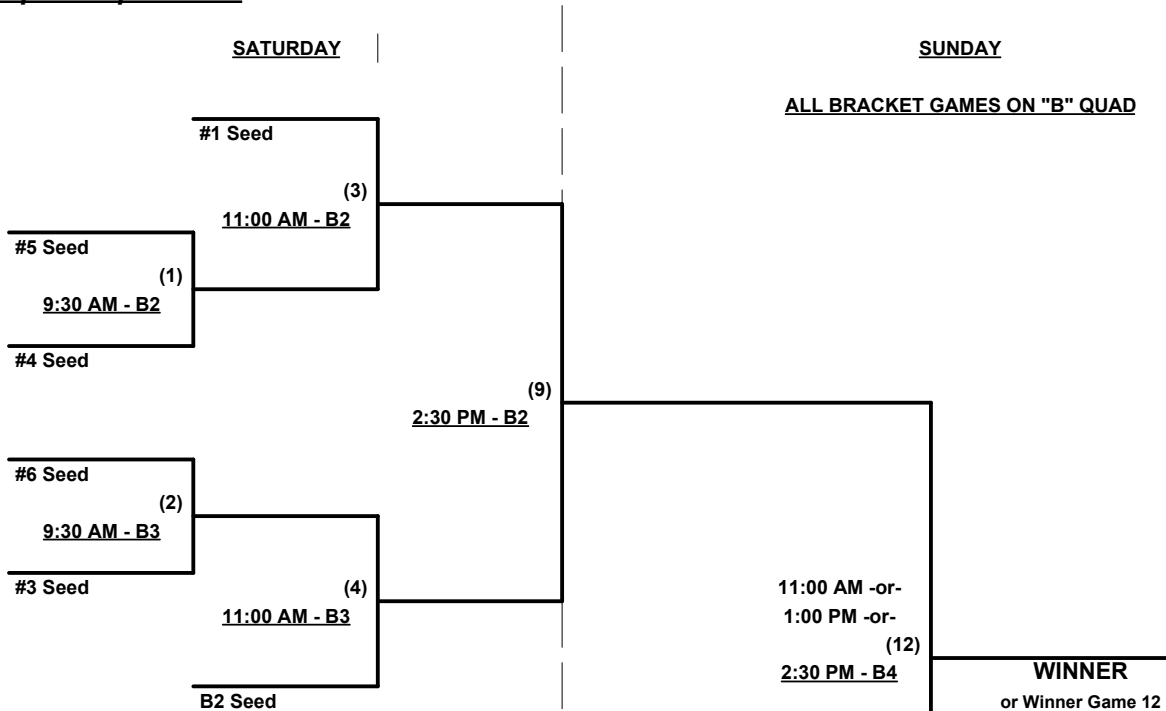 SATURDAY
SUNDAY
ALL BRACKET GAMES ON "B" QUAD
#1 Seed
(3)
11:00 AM - B2
#5 Seed
(1)
9:30 AM - B2
#4 Seed
(9)
2:30 PM - B2
#6 Seed
(2)
9:30 AM - B3
#3 Seed
(4)
11:00 AM - B3
11:00 AM -or-
1:00 PM -or-
(12)
2:30 PM - B4
WINNER
B2 Seed
or Winner Game 12